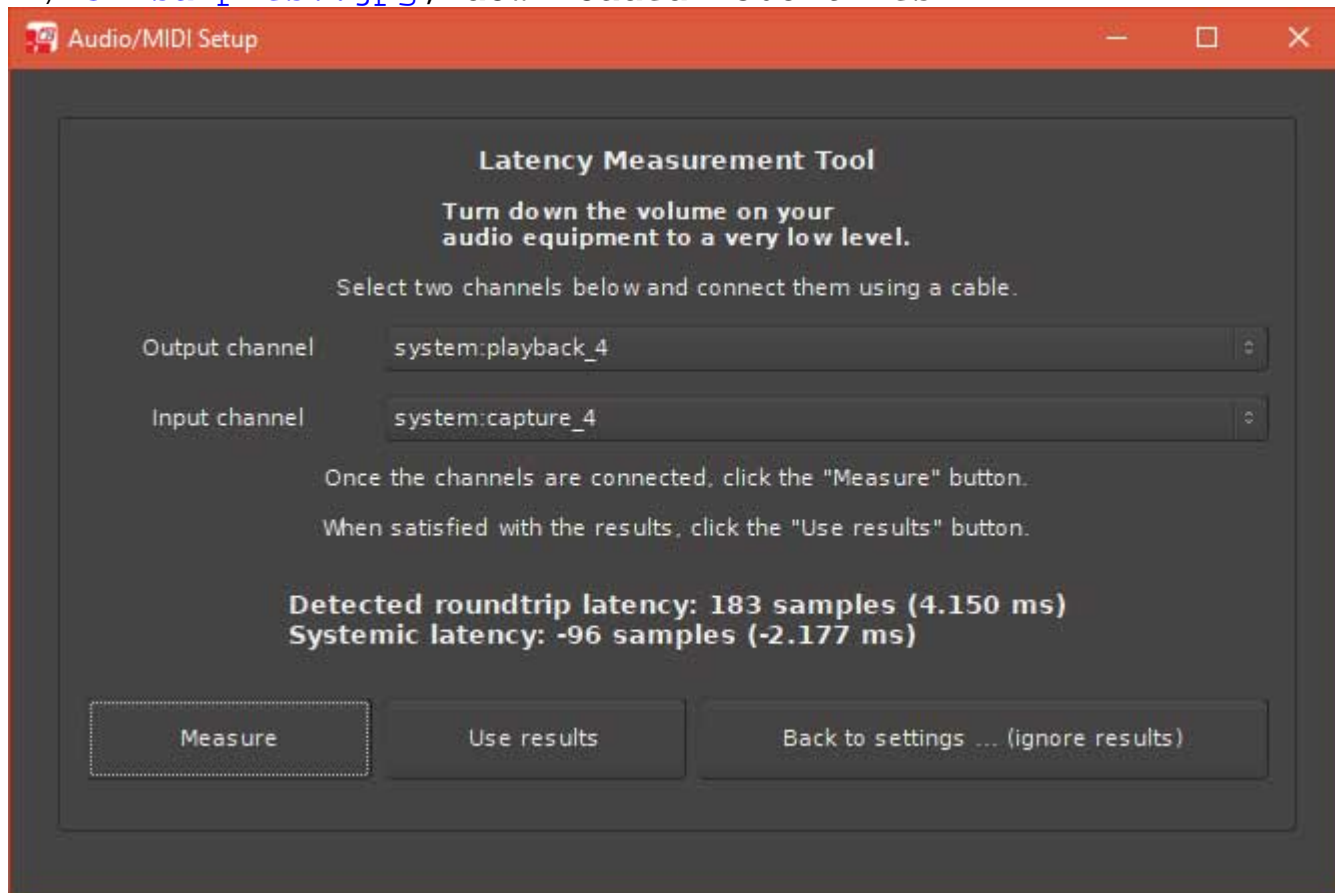 Audio/MIDI Setup
Latency Measurement Tool
Turn down the volume on your
audio equipment to a very low level.
Select two channels below and connect them using a cable.
Output channel system:playback_4
Input channel system:capture_4
Once the channels are connected, click the "Measure" button.
When satisfied with the results, click the "Use results" button.
Detected roundtrip latency: 183 samples (4.150 ms)
Systemic latency: -96 samples (-2.177 ms)
Measure Use results Back to settings ... (ignore results)